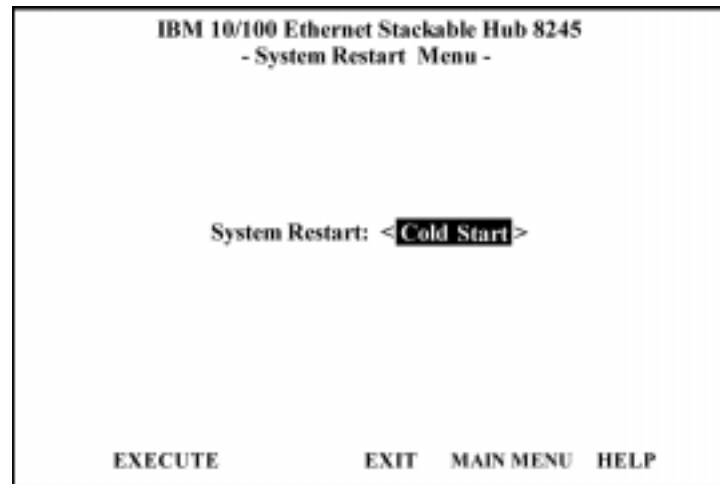 IBM 10/100 Ethernet Stackable Hub 8245
- System Restart Menu -
System Restart: <Cold Start>
EXECUTE EXIT MAIN MENU HELP